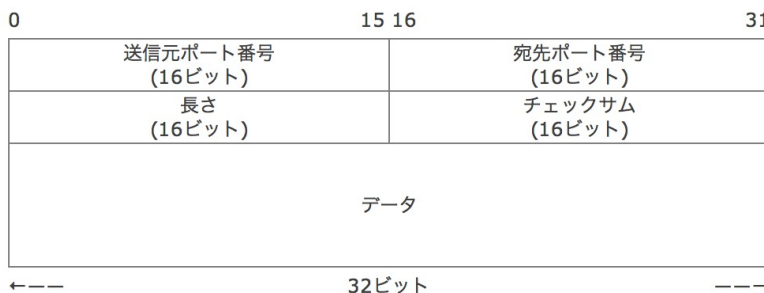 0 15 16 31
送信元ポート番号 宛先ポート番号
(16ビット) (16ビット)
長さ チェックサム
(16ビット) (16ビット)
データ
←―― 32ビット ――→